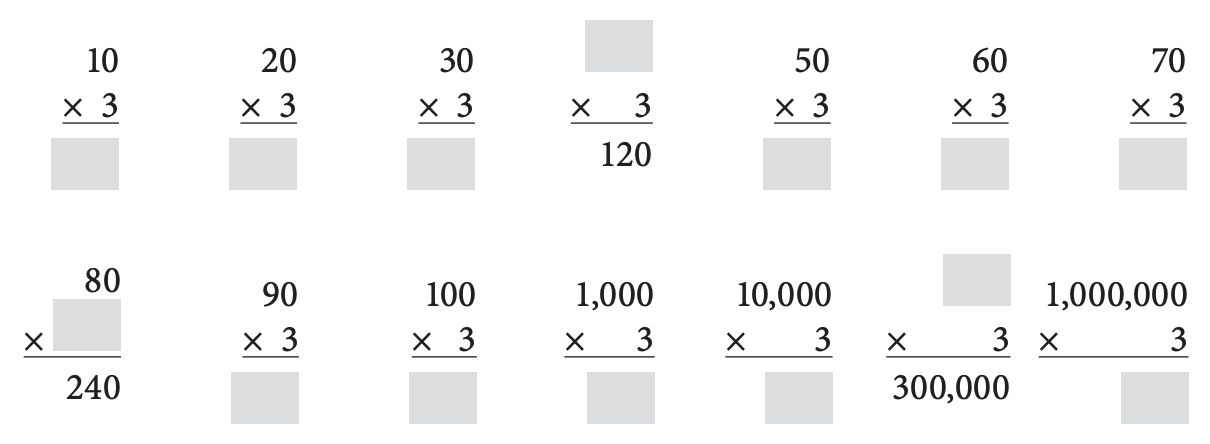 10 20 30 50 60 70
× 3 × 3 × 3 × 3 × 3 × 3 × 3
120
80 90 100 1,000 10,000 1,000,000
× × 3 × 3 × 3 × 3 × 3 × 3
240 300,000